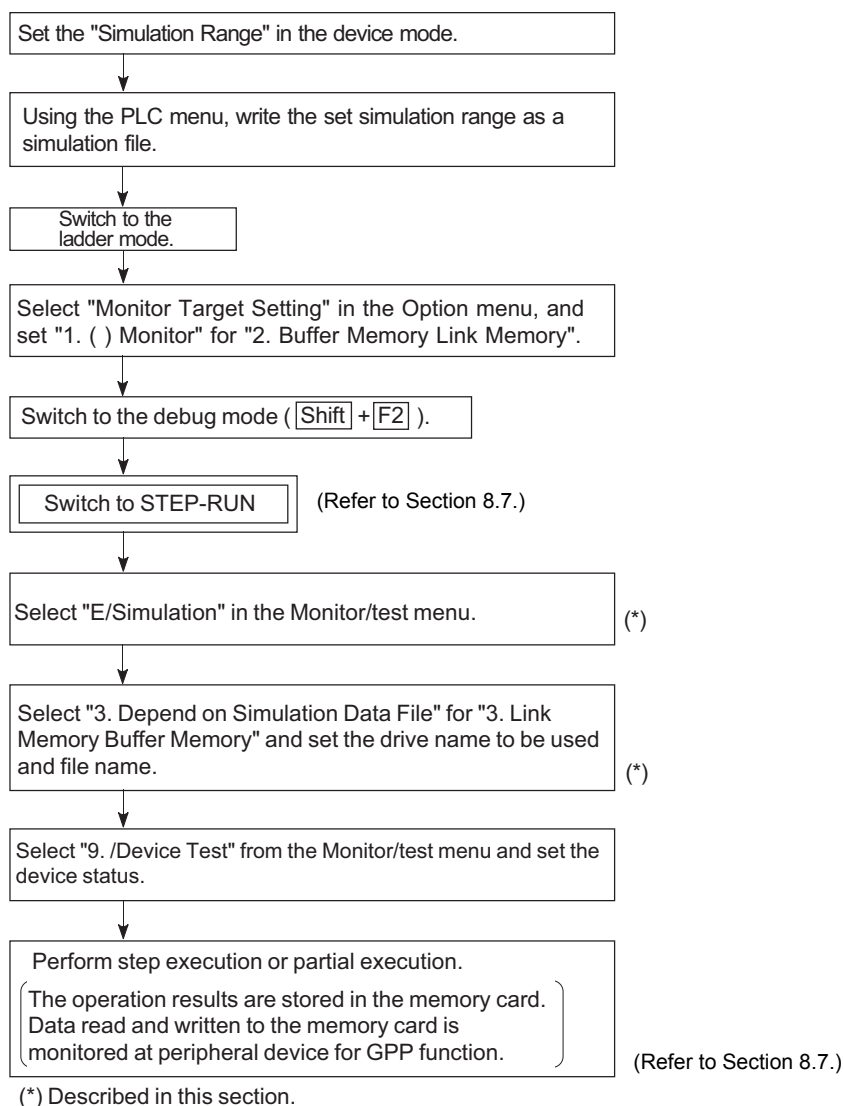 Set the "Simulation Range" in the device mode.
Using the PLC menu, write the set simulation range as a
simulation file.
Switch to the
ladder mode.
Select "Monitor Target Setting" in the Option menu, and
set "1. ( ) Monitor" for "2. Buffer Memory Link Memory".
Switch to the debug mode ( Shift + F2 ).
Switch to STEP-RUN (Refer to Section 8.7.)
Select "E/Simulation" in the Monitor/test menu. (*)
Select "3. Depend on Simulation Data File" for "3. Link
Memory Buffer Memory" and set the drive name to be used
and file name. (*)
Select "9. /Device Test" from the Monitor/test menu and set the
device status.
Perform step execution or partial execution.
The operation results are stored in the memory card.
Data read and written to the memory card is
monitored at peripheral device for GPP function. (Refer to Section 8.7.)
(*) Described in this section.